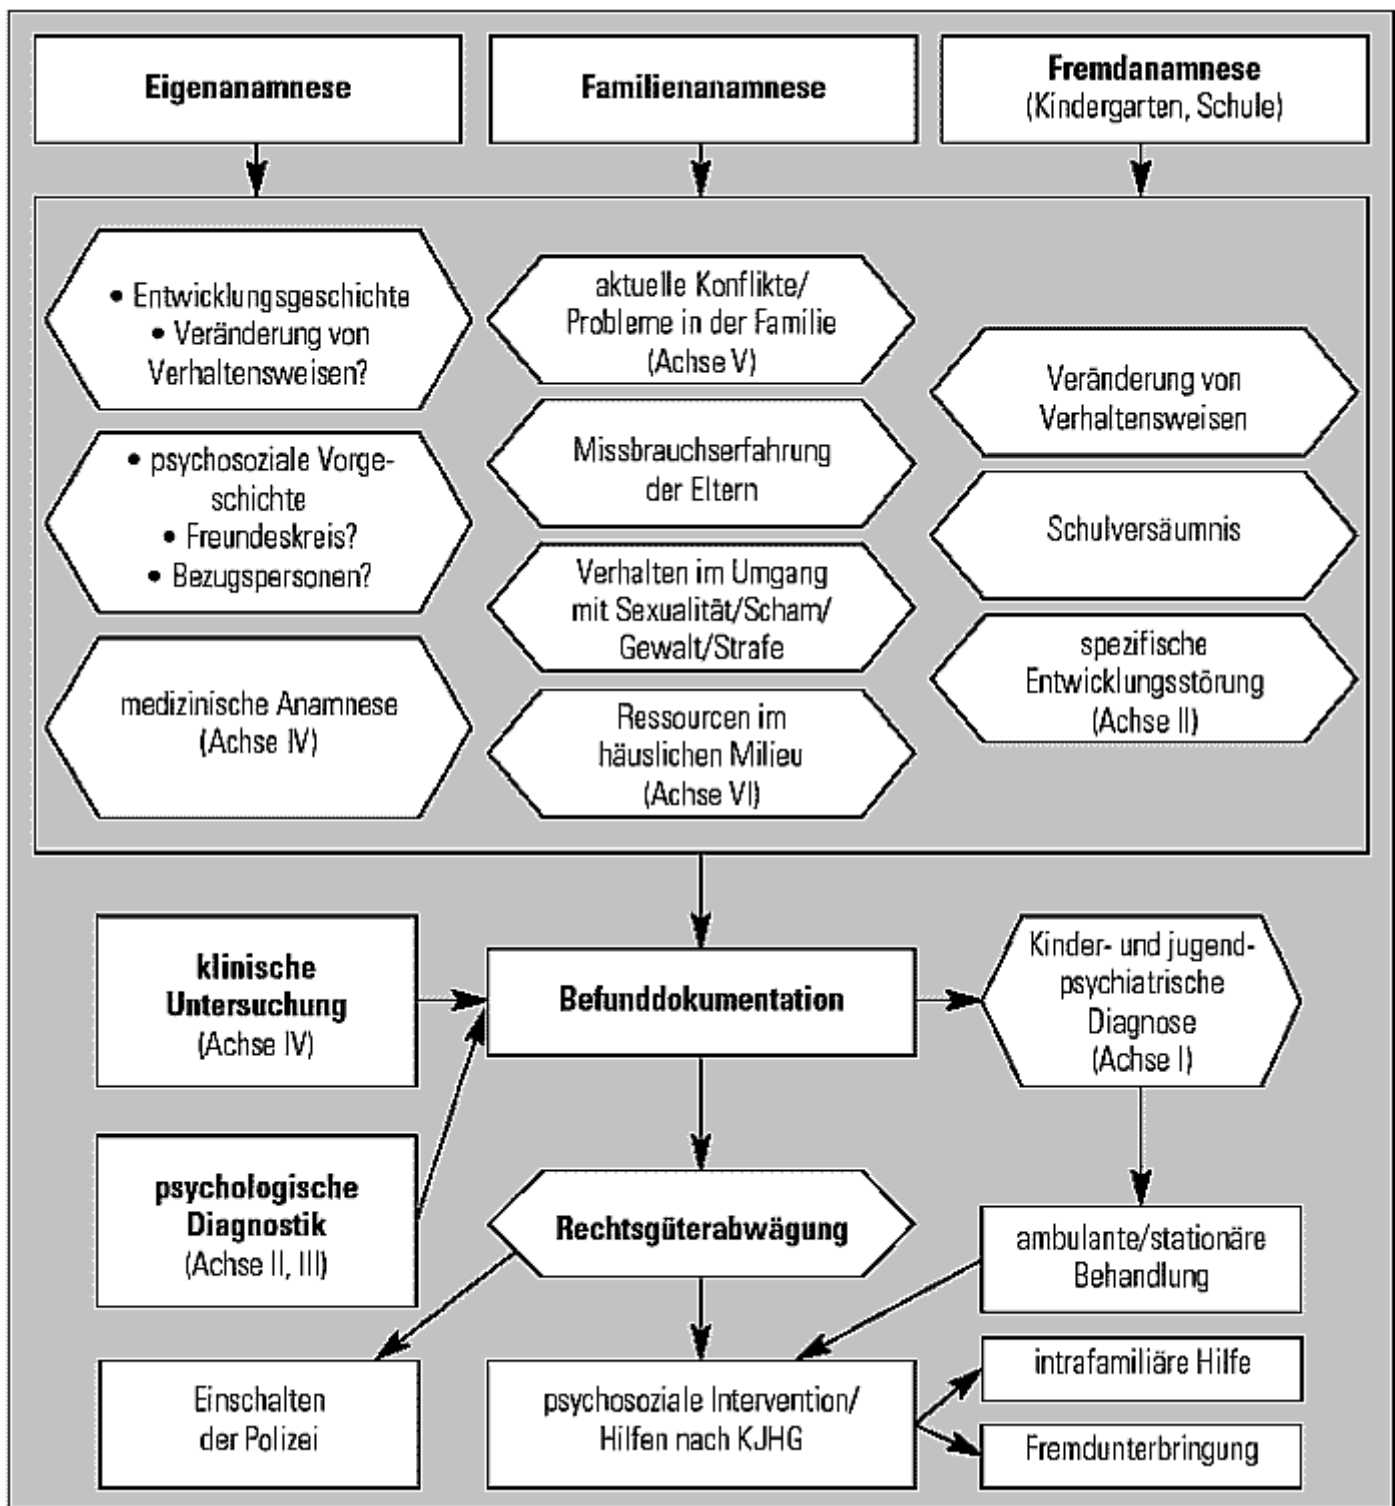 Eigenanamnese
Familienanamnese
Fremdanamnese
(Kindergarten, Schule)
• Entwicklungsgeschichte
• Veränderung von
Verhaltensweisen?
• psychosoziale Vorge-
schichte
• Freundeskreis?
• Bezugspersonen?
medizinische Anamnese
(Achse IV)
aktuelle Konflikte/
Probleme in der Familie
(Achse V)
Missbrauchserfahrung
der Eltern
Verhalten im Umgang
mit Sexualität/Scham/
Gewalt/Strafe
Ressourcen im
häuslichen Milieu
(Achse VI)
Veränderung von
Verhaltensweisen
Schulversäumnis
spezifische
Entwicklungsstörung
(Achse II)
klinische
Untersuchung
(Achse IV)
Befunddokumentation
Kinder- und jugend-
psychiatrische
Diagnose
(Achse I)
psychologische
Diagnostik
(Achse II, III)
Rechtsgüterabwägung
ambulante/stationäre
Behandlung
Einschalten
der Polizei
psychosoziale Intervention/
Hilfen nach KJHG
intrafamiliäre Hilfe
Fremdunterbringung